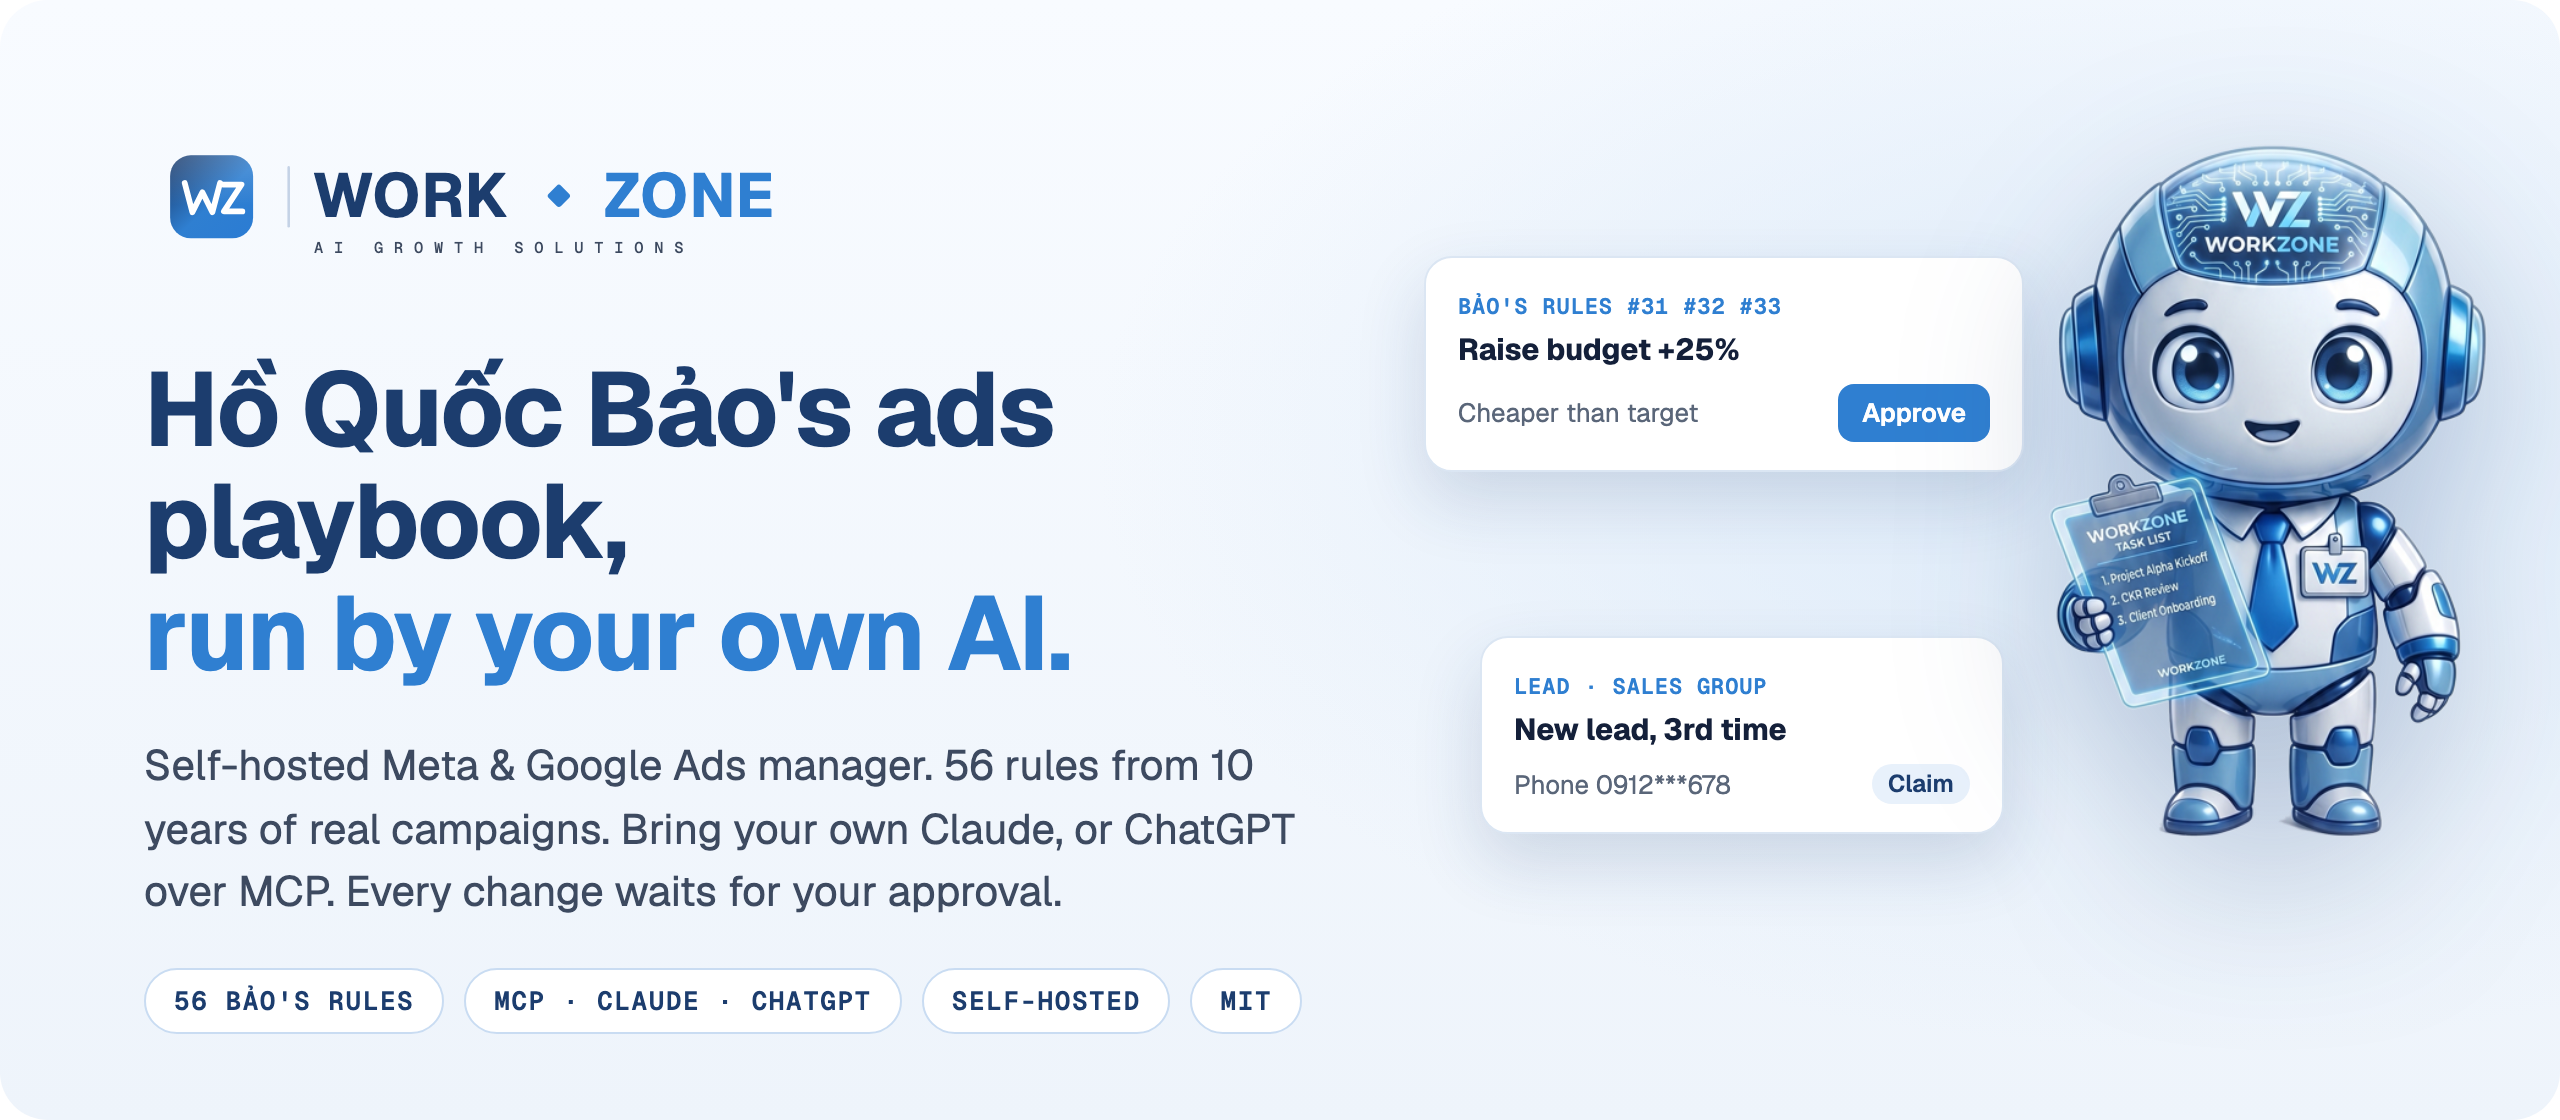 WZ
WORK ◆ ZONE
AI GROWTH SOLUTIONS
Hồ Quốc Bảo's ads
playbook,
run by your own AI.
Self-hosted Meta & Google Ads manager. 56 rules from 10
years of real campaigns. Bring your own Claude, or ChatGPT
over MCP. Every change waits for your approval.
56 BẢO'S RULES
MCP · CLAUDE · CHATGPT
SELF-HOSTED
MIT
BẢO'S RULES #31 #32 #33
Raise budget +25%
Cheaper than target
Approve
LEAD · SALES GROUP
New lead, 3rd time
Phone 0912***678
Claim
WZ
WORKZONE
WORKZONE
TASK LIST
1. Project Alpha Kickoff
2. CKR Review
3. Client Onboarding
WORKZONE
WZ